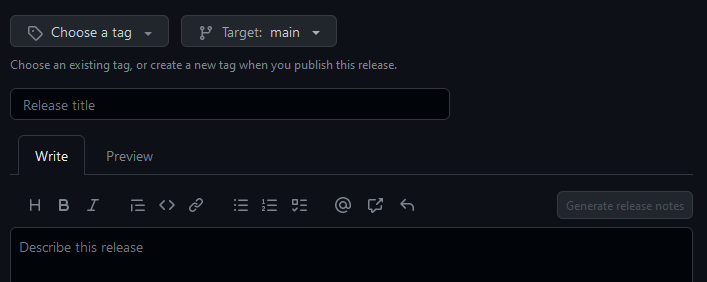 Choose a tag Target: main
Choose an existing tag, or create a new tag when you publish this release.
Release title
Write Preview
H B I @ Generate release notes
Describe this release